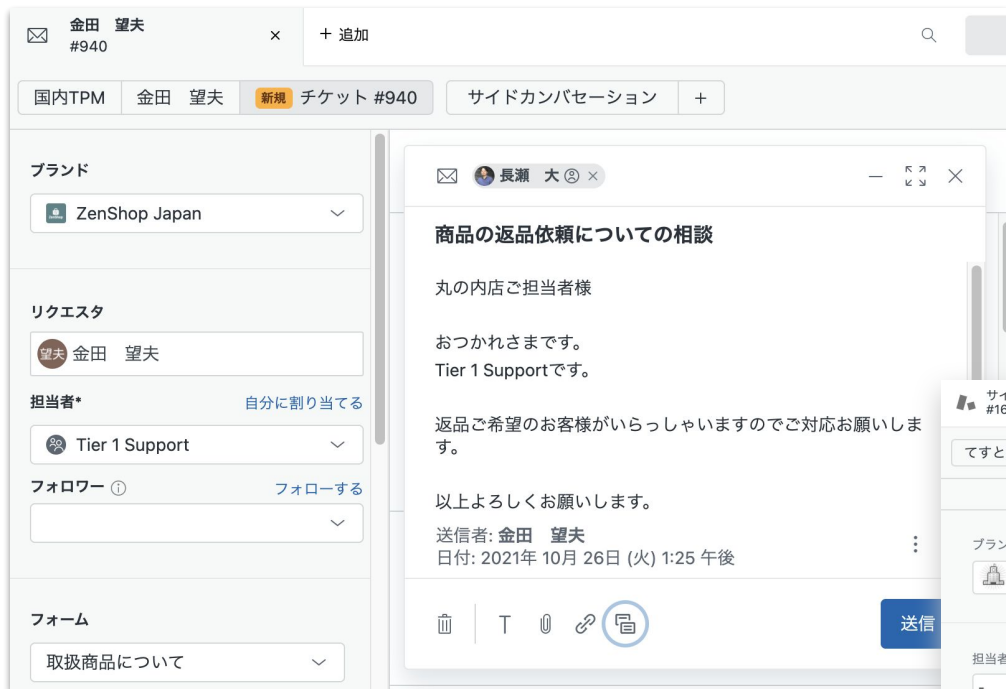 金田　望夫
#940
× + 追加
国内TPM 金田　望夫 新規 チケット #940 サイドカンバセーション +
ブランド
ZenShop Japan
リクエスタ
望夫 金田　望夫
担当者* 自分に割り当てる
Tier 1 Support
フォロワー フォローする
フォーム
取扱商品について
長瀬　大 ×
商品の返品依頼についての相談
丸の内店ご担当者様
おつかれさまです。
Tier 1 Supportです。
返品ご希望のお客様がいらっしゃいますのでご対応お願いしま
す。
以上よろしくお願いします。
送信者: 金田　望夫
日付: 2021年 10月 26日 (火) 1:25 午後
送信
サイ
#16
てすと
ブラン
担当者